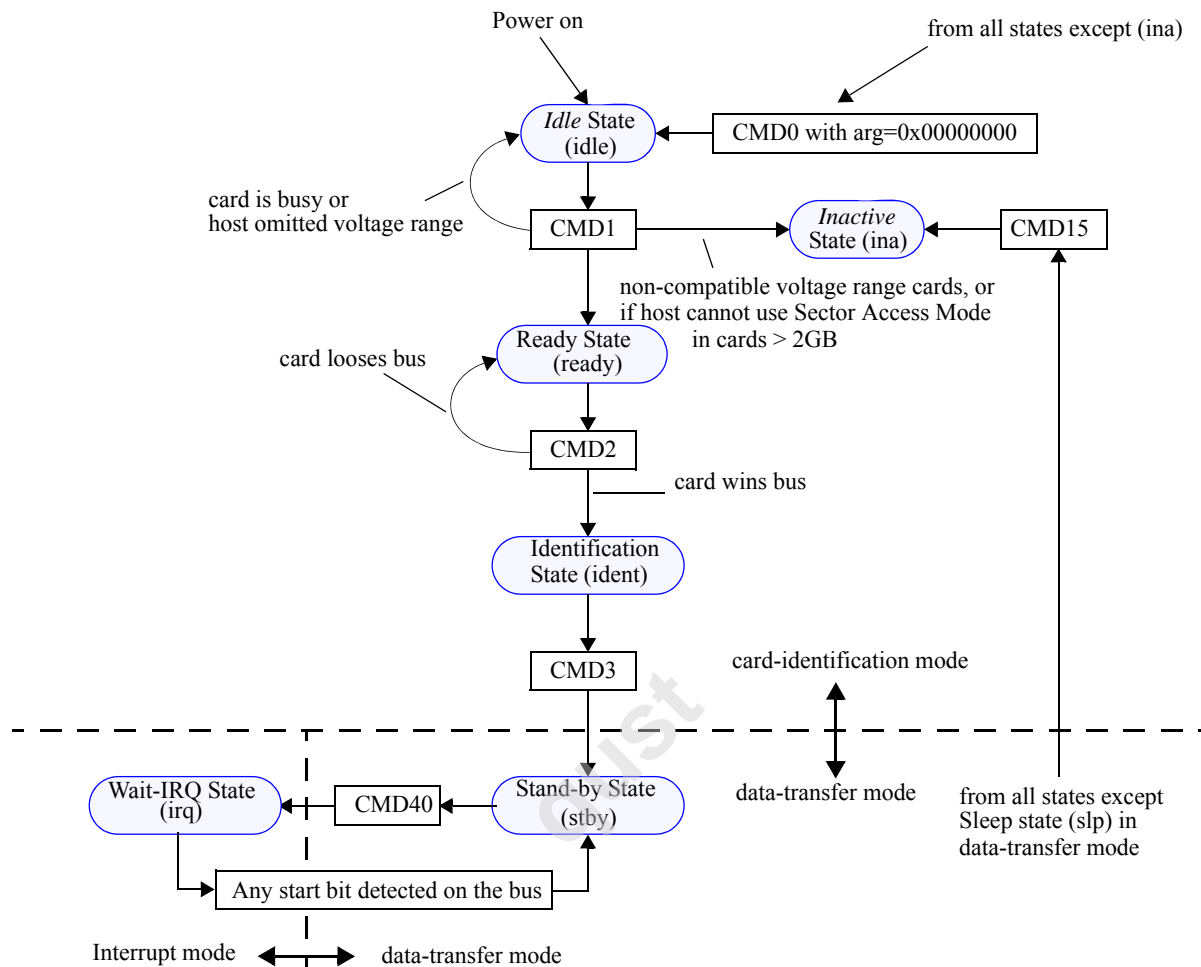 Power on
from all states except (ina)
Idle State
(idle)
CMD0 with arg=0x00000000
card is busy or
host omitted voltage range
CMD1
Inactive
State (ina)
CMD15
non-compatible voltage range cards, or
if host cannot use Sector Access Mode
in cards > 2GB
Ready State
(ready)
card looses bus
CMD2
card wins bus
Identification
State (ident)
CMD3
card-identification mode
data-transfer mode
Wait-IRQ State
(irq)
CMD40
Stand-by State
(stby)
from all states except
Sleep state (slp) in
data-transfer mode
Any start bit detected on the bus
Interrupt mode
data-transfer mode
gust